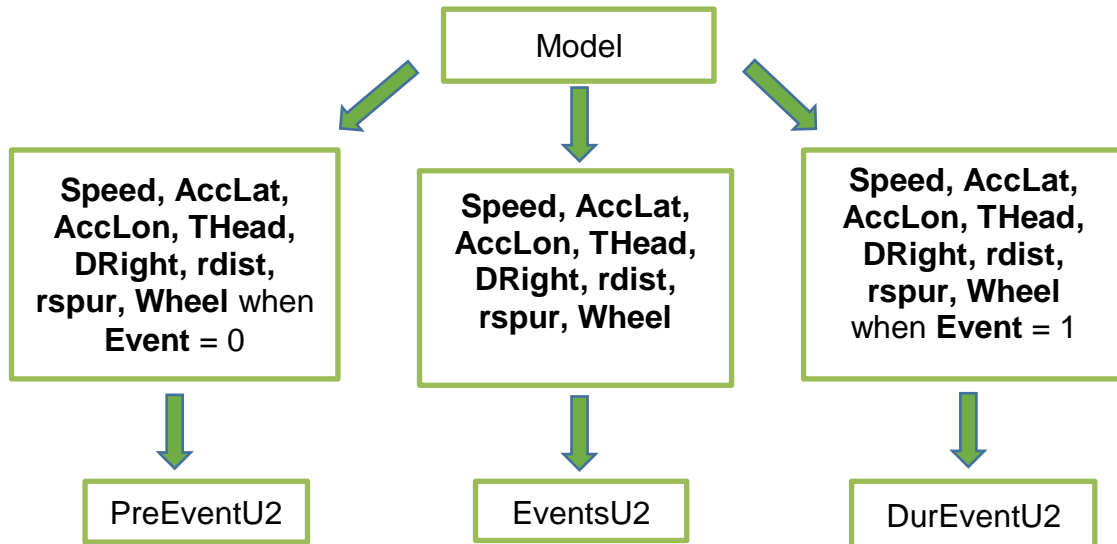 Model
Speed, AccLat,
AccLon, THead,
DRight, rdist,
rspur, Wheel when
Event = 0
Speed, AccLat,
AccLon, THead,
DRight, rdist,
rspur, Wheel
Speed, AccLat,
AccLon, THead,
DRight, rdist,
rspur, Wheel
when Event = 1
PreEventU2
EventsU2
DurEventU2